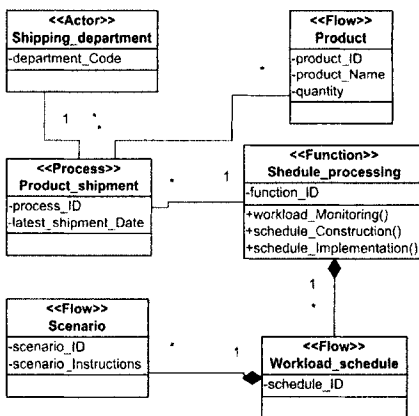 <<Actor>>
Shipping_department
-department_Code
<<Flow>>
Product
-product_ID
-product_Name
-quantity
1
*
*
*
<<Process>>
Product_shipment
-process_ID
-latest_shipment_Date
*
1
<<Function>>
Shedule_processing
-function_ID
+workload_Monitoring()
+schedule_Construction()
+schedule_Implementation()
1
*
<<Flow>>
Scenario
-scenario_ID
-scenario_Instructions
*
1
<<Flow>>
Workload_schedule
-schedule_ID